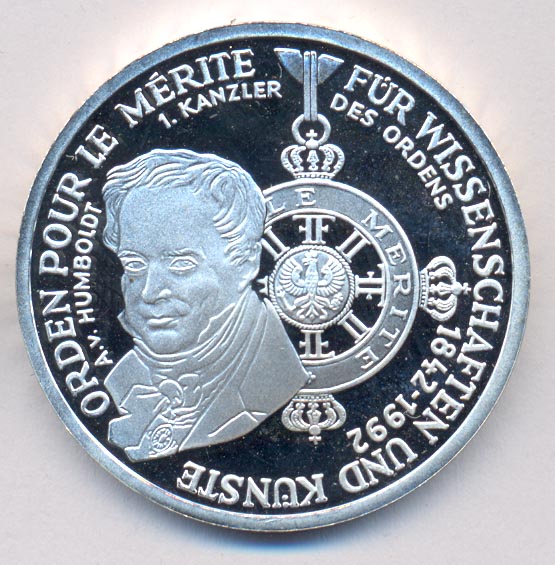 ORDEN POUR LE MÉRITE FÜR WISSENSCHAFTEN UND KÜNSTE
A.V. HUMBOLDT
1. KANZLER
DES ORDENS
1842-1992
LE MERITE